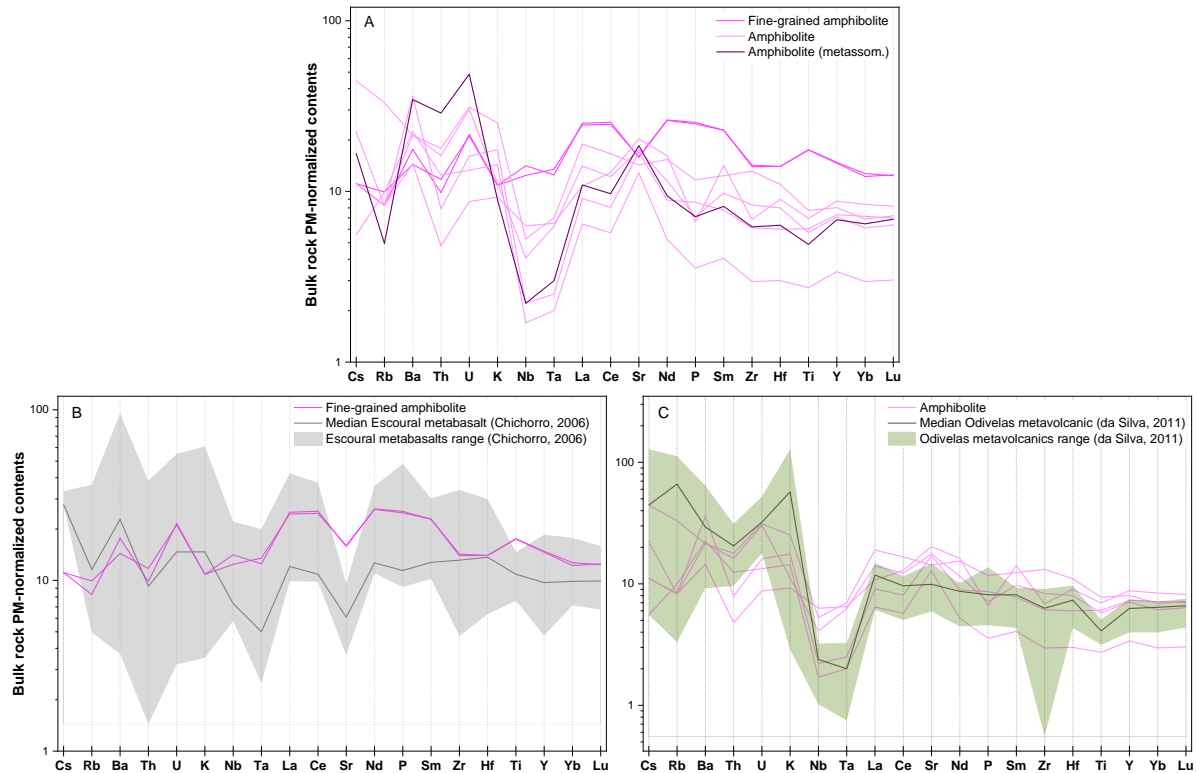 A
Fine-grained amphibolite
Amphibolite
Amphibolite (metassom.)
Bulk rock PM-normalized contents
100
10
1
Cs Rb Ba Th U K Nb Ta La Ce Sr Nd P Sm Zr Hf Ti Y Yb Lu
B
Fine-grained amphibolite
Median Escoural metabasalt (Chichorro, 2006)
Escoural metabasalts range (Chichorro, 2006)
Bulk rock PM-normalized contents
100
10
1
Cs Rb Ba Th U K Nb Ta La Ce Sr Nd P Sm Zr Hf Ti Y Yb Lu
C
Amphibolite
Median Odivelas metavolcanic (da Silva, 2011)
Odivelas metavolcanics range (da Silva, 2011)
100
10
1
Cs Rb Ba Th U K Nb Ta La Ce Sr Nd P Sm Zr Hf Ti Y Yb Lu